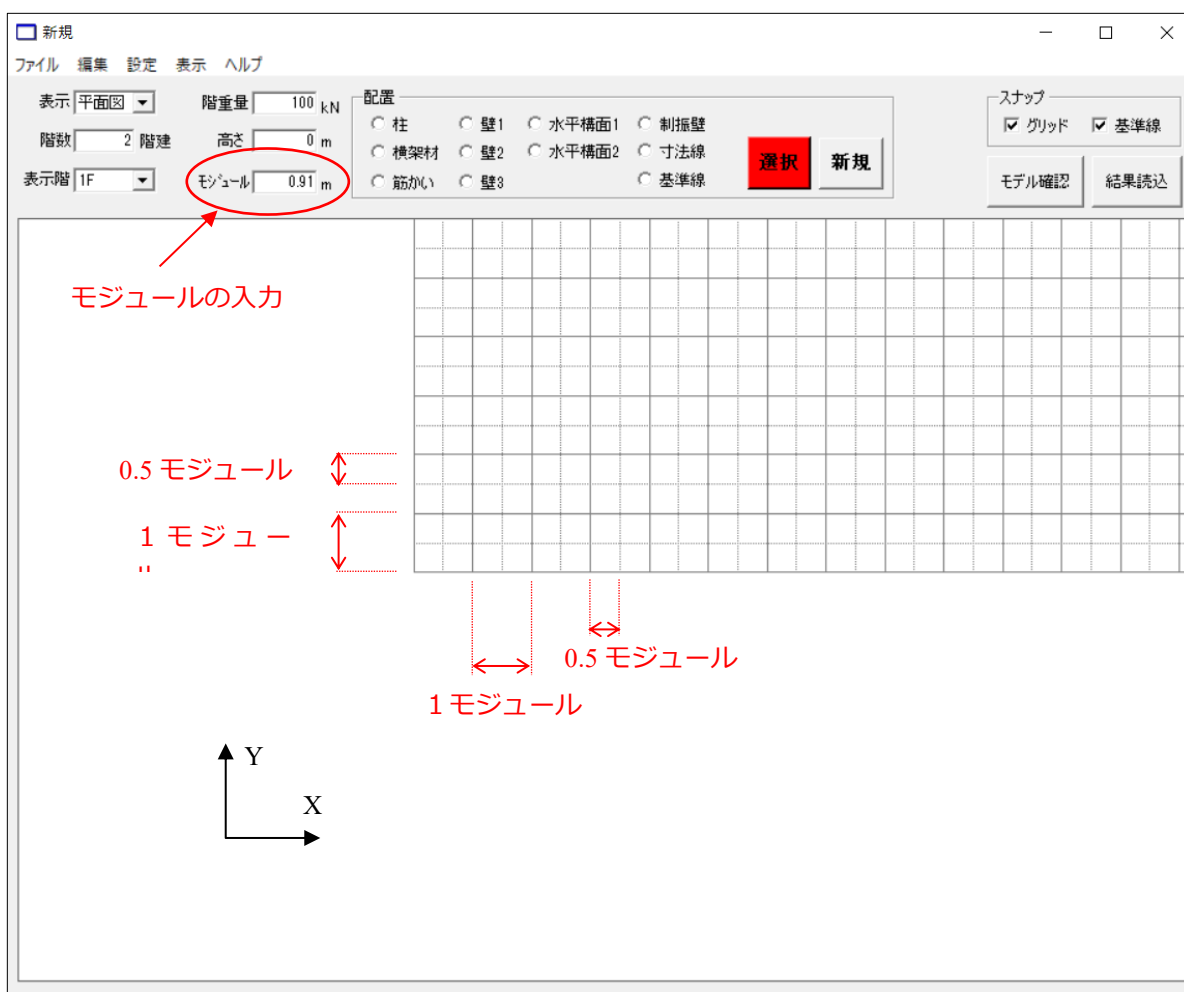 新規
ファイル 編集 設定 表示 ヘルプ
表示 平面図 階重量 100 kN
階数 2 階建 高さ 0 m
表示階 1F モジュール 0.91 m
配置
柱 壁1 水平構面1 制振壁
横架材 壁2 水平構面2 寸法線
筋かい 壁3 基準線
選択 新規
スナップ
グリッド 基準線
モデル確認 結果読込
モジュールの入力
0.5 モジュール
1 モジュー
0.5 モジュール
1 モジュール
Y
X